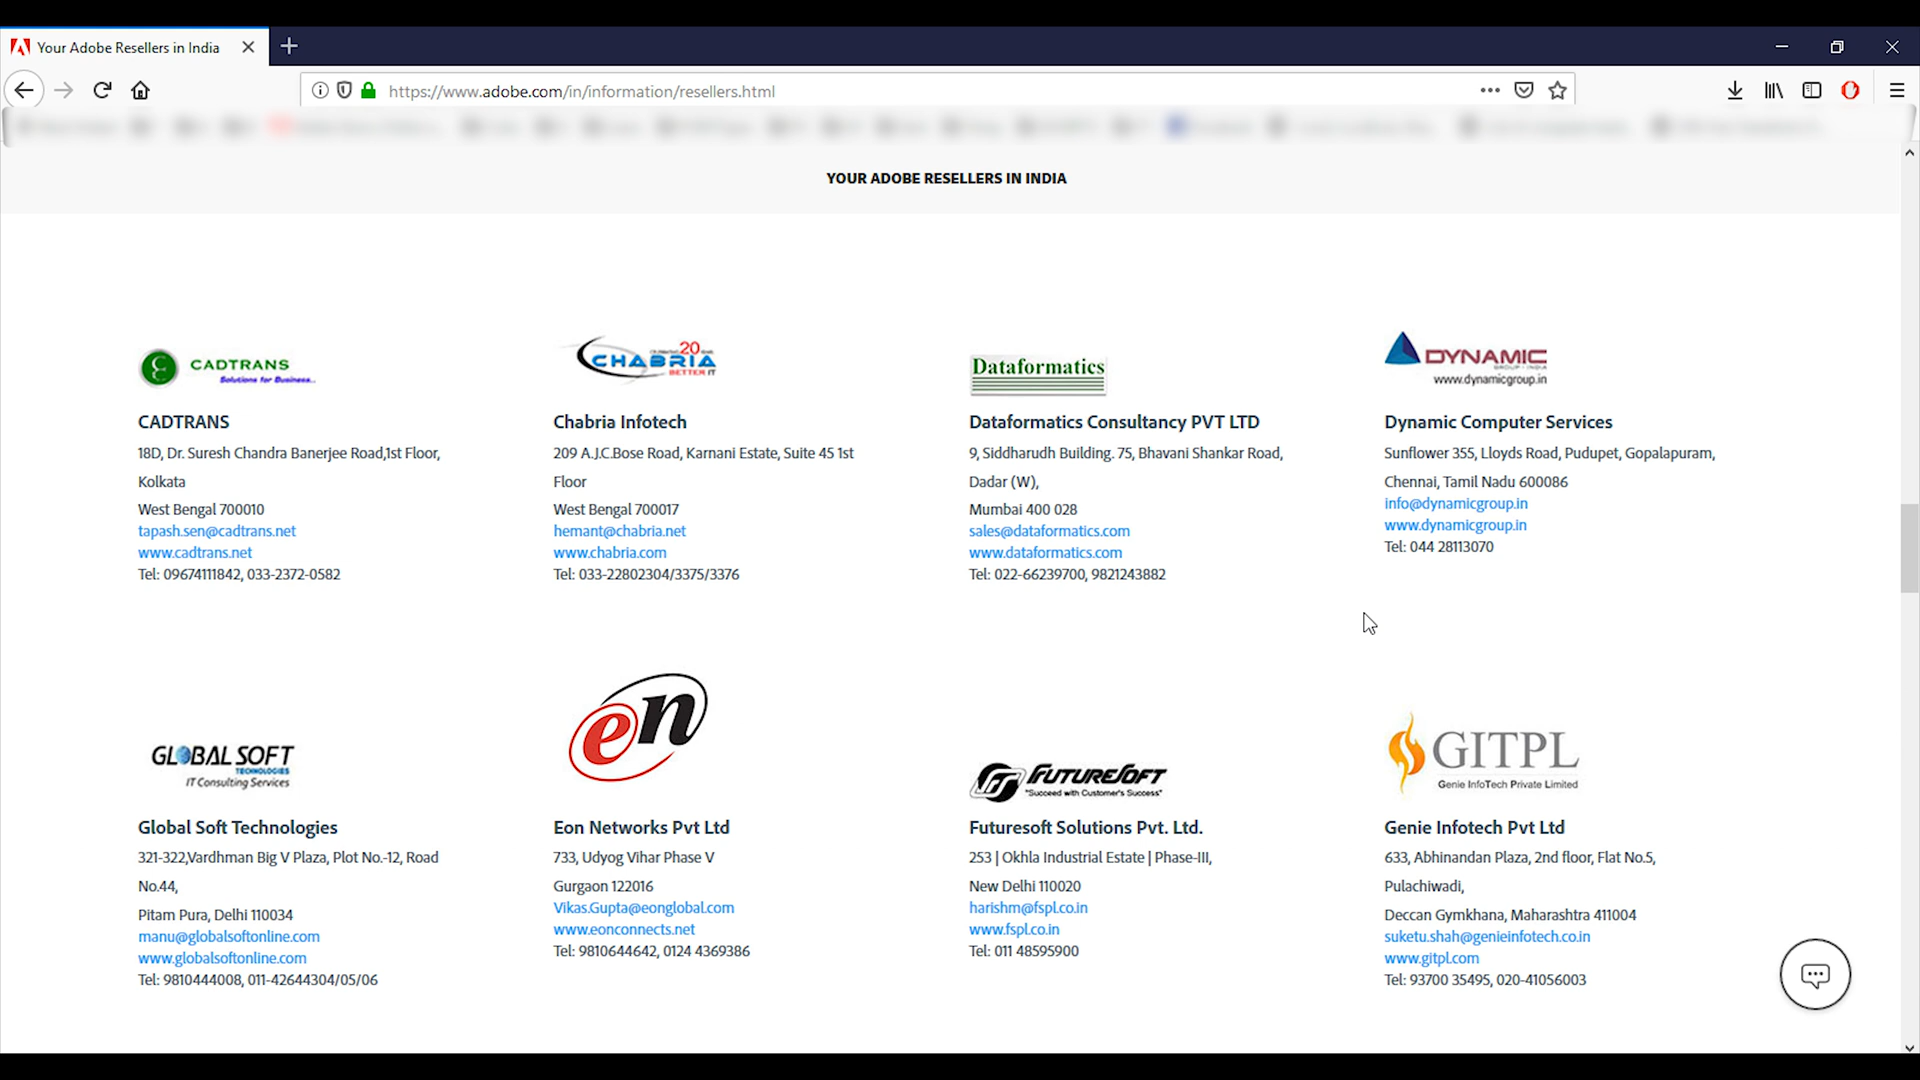 Your Adobe Resellers in India
https://www.adobe.com/in/information/resellers.html
YOUR ADOBE RESELLERS IN INDIA
CADTRANS
Solutions for Business...
CADTRANS
18D, Dr. Suresh Chandra Banerjee Road,1st Floor,
Kolkata
West Bengal 700010
tapash.sen@cadtrans.net
www.cadtrans.net
Tel: 09674111842, 033-2372-0582
20
CHABRIA
BETTER IT
Chabria Infotech
209 A.J.C.Bose Road, Karnani Estate, Suite 45 1st
Floor
West Bengal 700017
hemant@chabria.net
www.chabria.com
Tel: 033-22802304/3375/3376
Dataformatics
Dataformatics Consultancy PVT LTD
9, Siddharudh Building. 75, Bhavani Shankar Road,
Dadar (W),
Mumbai 400 028
sales@dataformatics.com
www.dataformatics.com
Tel: 022-66239700, 9821243882
DYNAMIC
GROUP - INDIA
www.dynamicgroup.in
Dynamic Computer Services
Sunflower 355, Lloyds Road, Pudupet, Gopalapuram,
Chennai, Tamil Nadu 600086
info@dynamicgroup.in
www.dynamicgroup.in
Tel: 044 28113070
GLOBAL SOFT
TECHNOLOGIES
IT Consulting Services
Global Soft Technologies
321-322,Vardhman Big V Plaza, Plot No.-12, Road
No.44,
Pitam Pura, Delhi 110034
manu@globalsoftonline.com
www.globalsoftonline.com
Tel: 9810444008, 011-42644304/05/06
en
Eon Networks Pvt Ltd
733, Udyog Vihar Phase V
Gurgaon 122016
Vikas.Gupta@eonglobal.com
www.eonconnects.net
Tel: 9810644642, 0124 4369386
FUTURESOFT
"Succeed with Customer's Success"
Futuresoft Solutions Pvt. Ltd.
253 | Okhla Industrial Estate | Phase-III,
New Delhi 110020
harishm@fspl.co.in
www.fspl.co.in
Tel: 011 48595900
GITPL
Genie InfoTech Private Limited
Genie Infotech Pvt Ltd
633, Abhinandan Plaza, 2nd floor, Flat No.5,
Pulachiwadi,
Deccan Gymkhana, Maharashtra 411004
suketu.shah@genieinfotech.co.in
www.gitpl.com
Tel: 93700 35495, 020-41056003